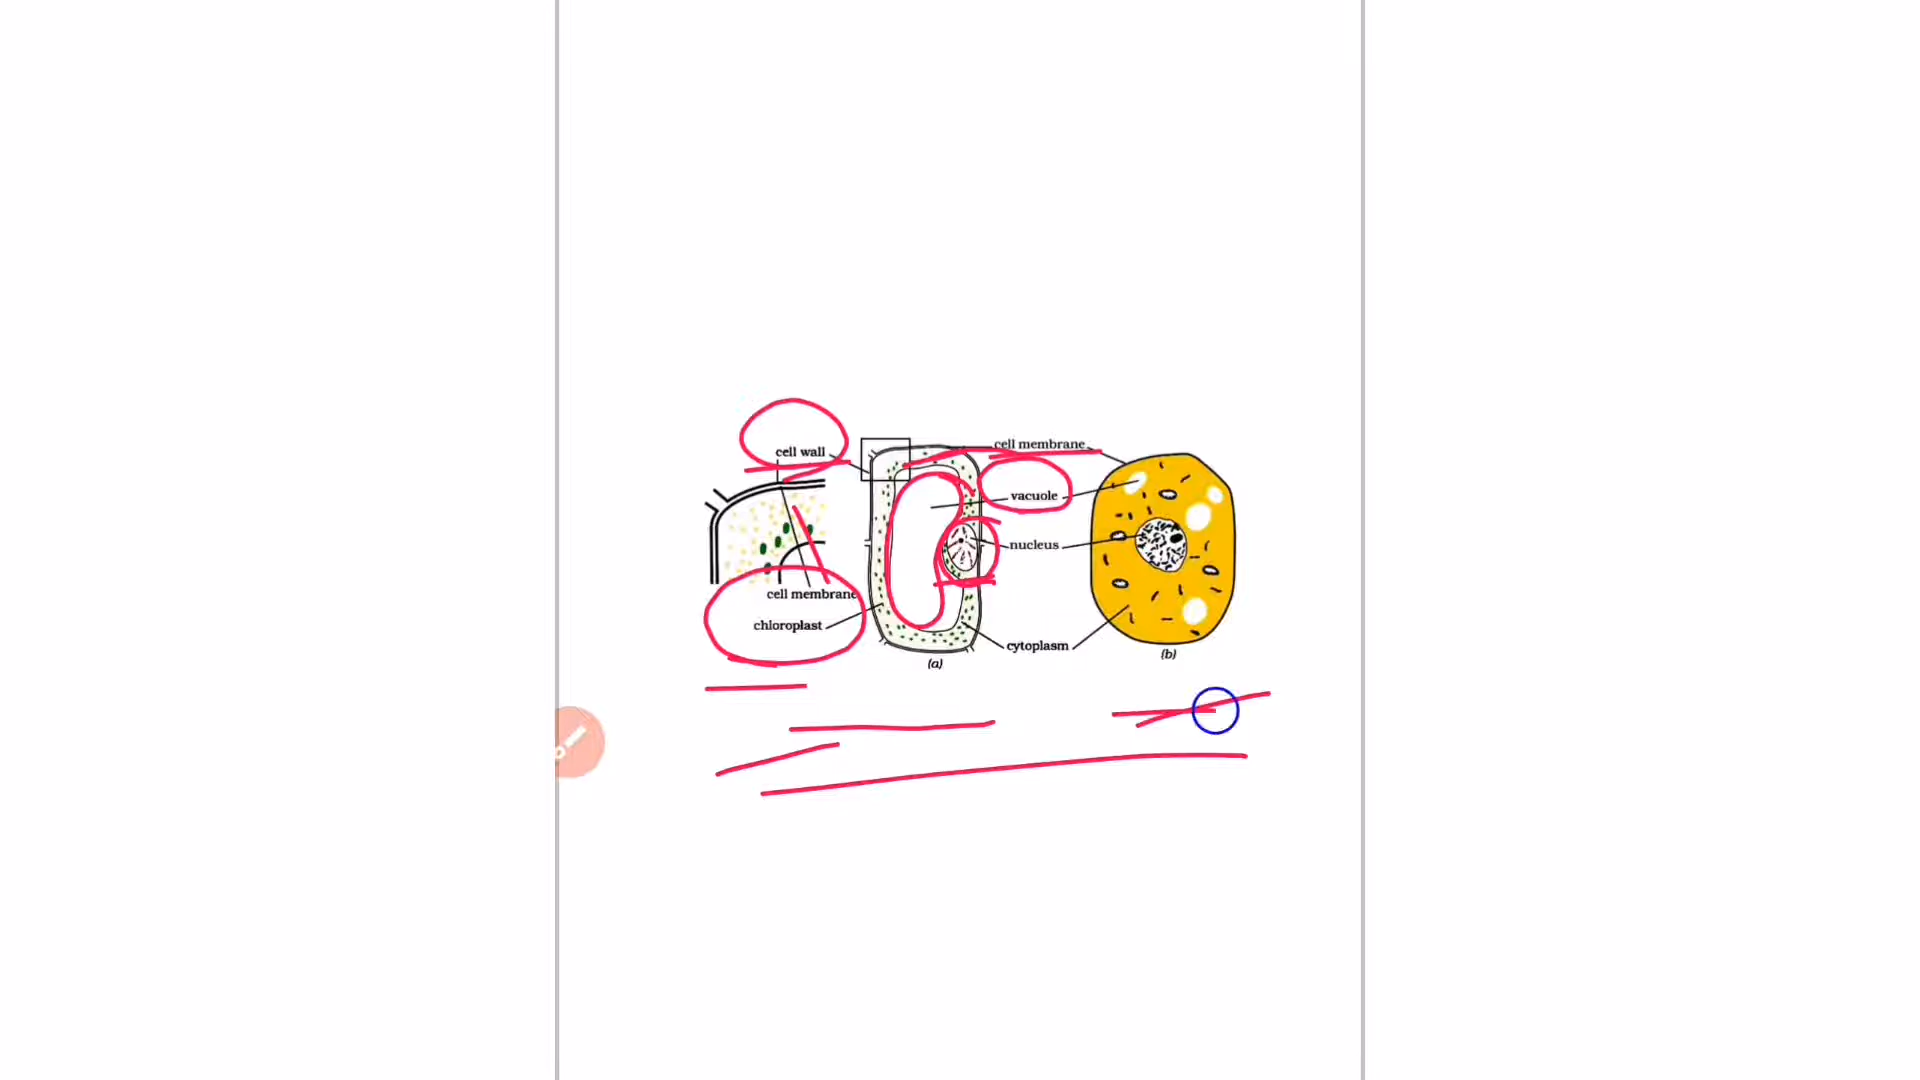 cell wall
cell membrane
vacuole
nucleus
cell membrane
chloroplast
cytoplasm
(a)
(b)